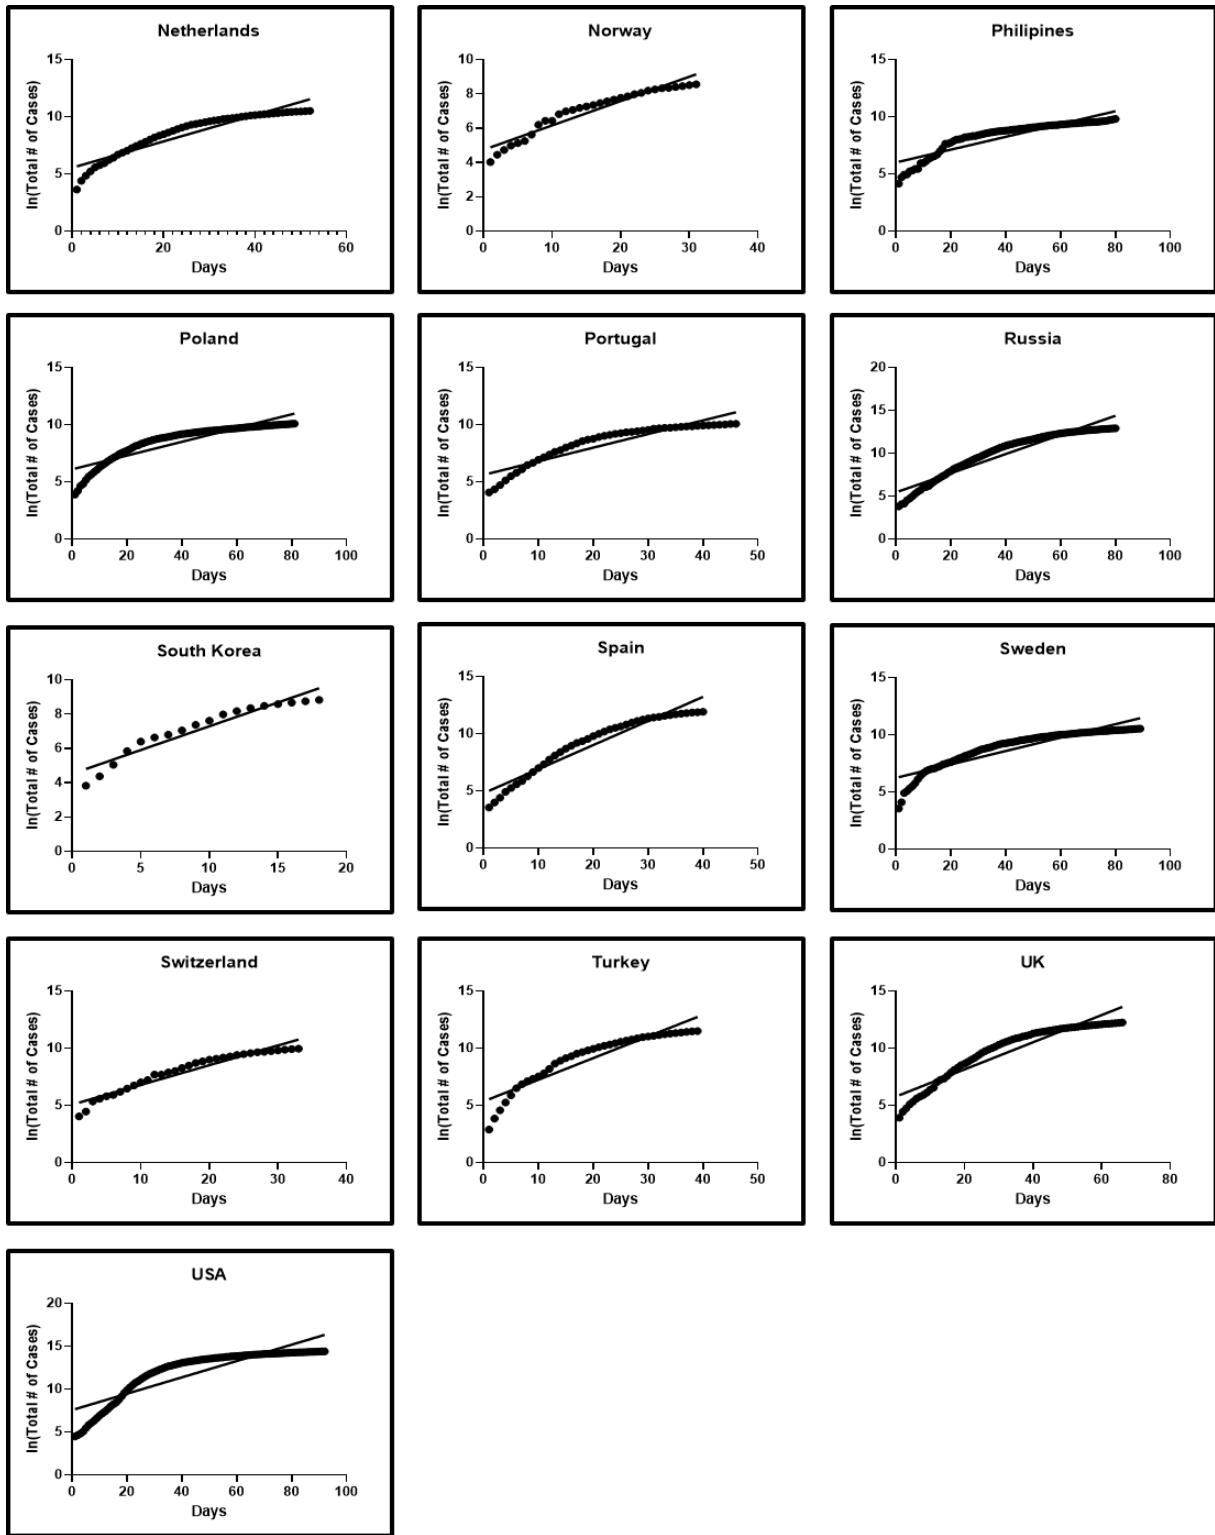 Netherlands
ln(Total # of Cases)
15
10
5
0
0 20 40 60
Days
Norway
ln(Total # of Cases)
10
8
6
4
2
0
0 10 20 30 40
Days
Philipines
ln(Total # of Cases)
15
10
5
0
0 20 40 60 80 100
Days
Poland
ln(Total # of Cases)
15
10
5
0
0 20 40 60 80 100
Days
Portugal
ln(Total # of Cases)
15
10
5
0
0 10 20 30 40 50
Days
Russia
ln(Total # of Cases)
20
15
10
5
0
0 20 40 60 80 100
Days
South Korea
ln(Total # of Cases)
10
8
6
4
2
0
0 5 10 15 20
Days
Spain
ln(Total # of Cases)
15
10
5
0
0 10 20 30 40 50
Days
Sweden
ln(Total # of Cases)
15
10
5
0
0 20 40 60 80 100
Days
Switzerland
ln(Total # of Cases)
15
10
5
0
0 10 20 30 40
Days
Turkey
ln(Total # of Cases)
15
10
5
0
0 10 20 30 40 50
Days
UK
ln(Total # of Cases)
15
10
5
0
0 20 40 60 80
Days
USA
ln(Total # of Cases)
20
15
10
5
0
0 20 40 60 80 100
Days